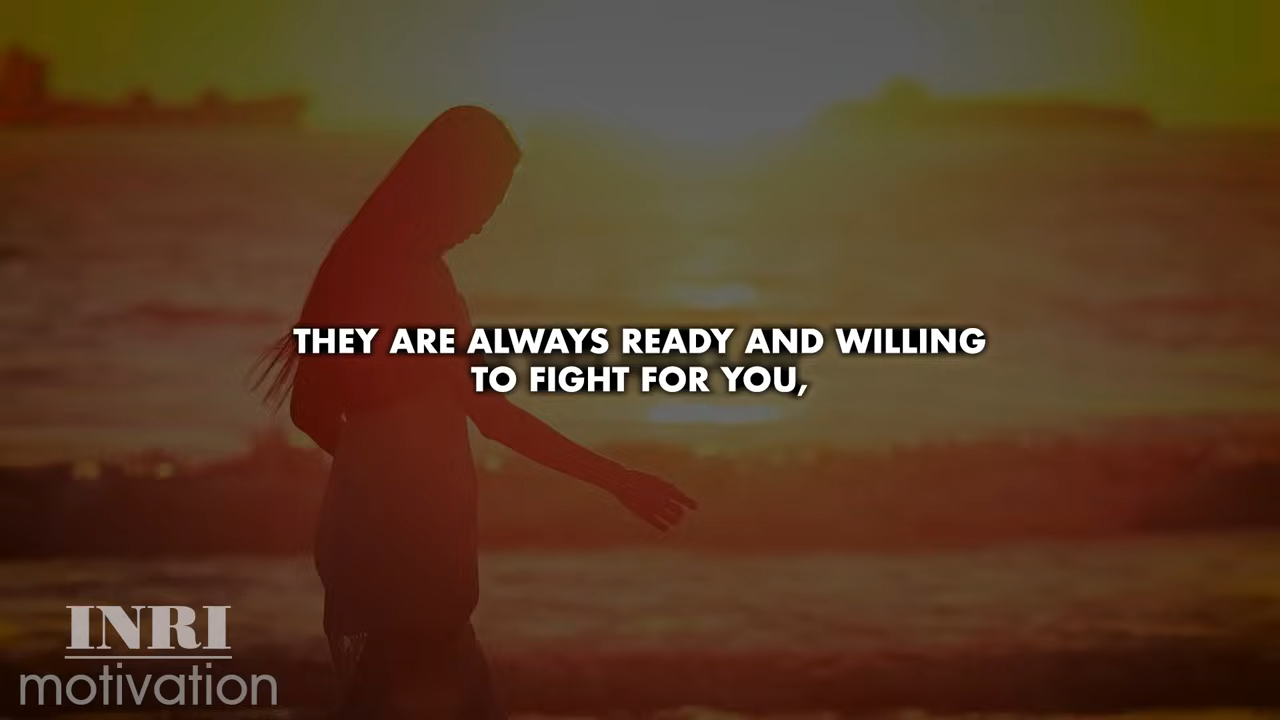 THEY ARE ALWAYS READY AND WILLING
TO FIGHT FOR YOU,
INRI
motivation